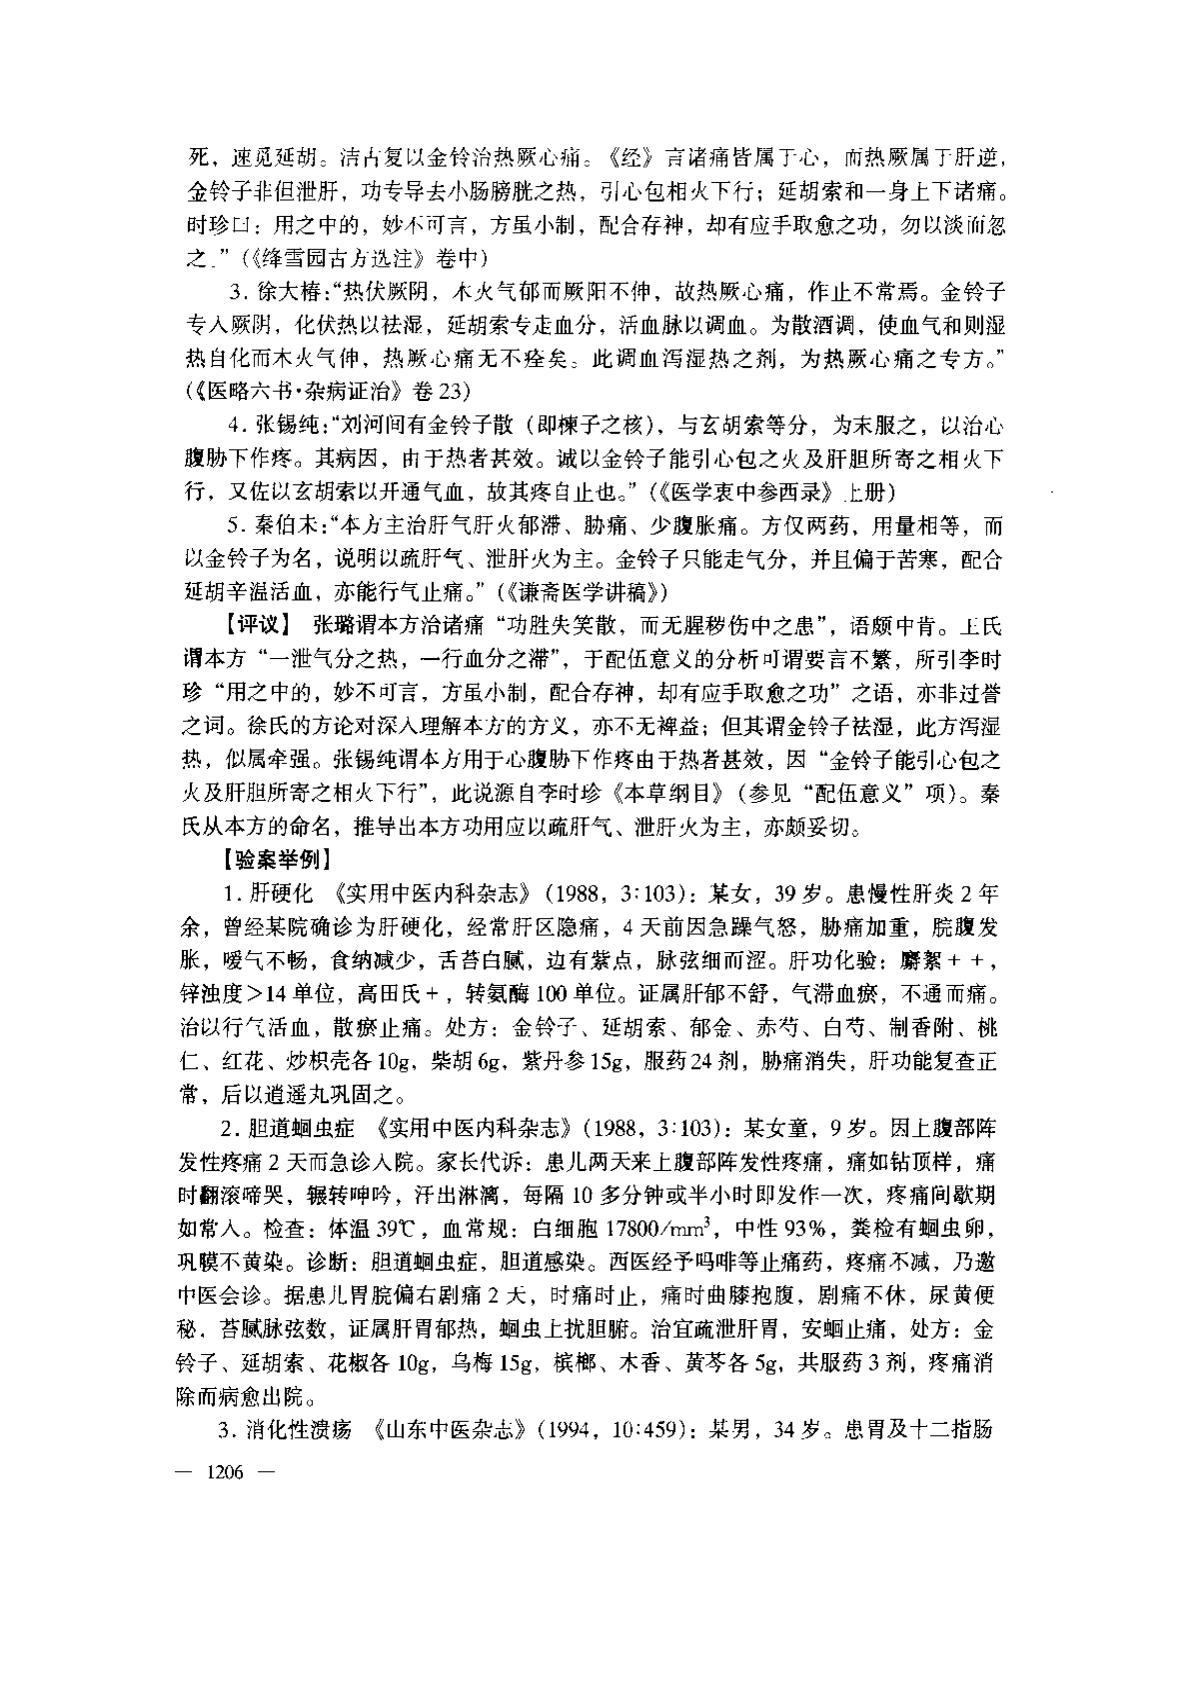 死，速觅延胡。洁古复以金铃治热厥心痛。《经》言诸痛皆属于心，而热厥属于肝逆，
金铃子非但泄肝，功专导去小肠膀胱之热，引心包相火下行；延胡索和一身上下诸痛。
时珍曰：用之中的，妙不可言，方虽小制，配合存神，却有应手取愈之功，勿以淡而忽
之。”（《绛雪园古方选注》卷中）
3. 徐大椿：“热伏厥阴，木火气郁而厥阳不伸，故热厥心痛，作止不常焉。金铃子
专入厥阴，化伏热以祛湿，延胡索专走血分，活血脉以调血。为散酒调，使血气和则湿
热自化而木火气伸，热厥心痛无不痊矣。此调血泻湿热之剂，为热厥心痛之专方。”
（《医略六书·杂病证治》卷 23）
4. 张锡纯：“刘河间有金铃子散（即楝子之核），与玄胡索等分，为末服之，以治心
腹胁下作疼。其病因，由于热者甚效。诚以金铃子能引心包之火及肝胆所寄之相火下
行，又佐以玄胡索以开通气血，故其疼自止也。”（《医学衷中参西录》上册）
5. 秦伯未：“本方主治肝气肝火郁滞、胁痛、少腹胀痛。方仅两药，用量相等，而
以金铃子为名，说明以疏肝气、泄肝火为主。金铃子只能走气分，并且偏于苦寒，配合
延胡辛温活血，亦能行气止痛。”（《谦斋医学讲稿》）
【评议】 张璐谓本方治诸痛“功胜失笑散，而无腥秽伤中之患”，语颇中肯。王氏
谓本方“一泄气分之热，一行血分之滞”，于配伍意义的分析可谓要言不繁，所引李时
珍“用之中的，妙不可言，方虽小制，配合存神，却有应手取愈之功”之语，亦非过誉
之词。徐氏的方论对深入理解本方的方义，亦不无裨益；但其谓金铃子祛湿，此方泻湿
热，似属牵强。张锡纯谓本方用于心腹胁下作疼由于热者甚效，因“金铃子能引心包之
火及肝胆所寄之相火下行”，此说源自李时珍《本草纲目》（参见“配伍意义”项）。秦
氏从本方的命名，推导出本方功用应以疏肝气、泄肝火为主，亦颇妥切。
【验案举例】
1. 肝硬化 《实用中医内科杂志》（1988，3:103）：某女，39 岁。患慢性肝炎 2 年
余，曾经某院确诊为肝硬化，经常肝区隐痛，4 天前因急躁气怒，胁痛加重，脘腹发
胀，嗳气不畅，食纳减少，舌苔白腻，边有紫点，脉弦细而涩。肝功化验：麝絮＋＋，
锌浊度＞14 单位，高田氏＋，转氨酶 100 单位。证属肝郁不舒，气滞血瘀，不通而痛。
治以行气活血，散瘀止痛。处方：金铃子、延胡索、郁金、赤芍、白芍、制香附、桃
仁、红花、炒枳壳各 10g，柴胡 6g，紫丹参 15g，服药 24 剂，胁痛消失，肝功能复查正
常，后以逍遥丸巩固之。
2. 胆道蛔虫症 《实用中医内科杂志》（1988，3:103）：某女童，9 岁。因上腹部阵
发性疼痛 2 天而急诊入院。家长代诉：患儿两天来上腹部阵发性疼痛，痛如钻顶样，痛
时翻滚啼哭，辗转呻吟，汗出淋漓，每隔 10 多分钟或半小时即发作一次，疼痛间歇期
如常人。检查：体温 39℃，血常规：白细胞 17800/mm³，中性 93%，粪检有蛔虫卵，
巩膜不黄染。诊断：胆道蛔虫症，胆道感染。西医经予吗啡等止痛药，疼痛不减，乃邀
中医会诊。据患儿胃脘偏右剧痛 2 天，时痛时止，痛时曲膝抱腹，剧痛不休，尿黄便
秘，苔腻脉弦数，证属肝胃郁热，蛔虫上扰胆腑。治宜疏泄肝胃，安蛔止痛，处方：金
铃子、延胡索、花椒各 10g，乌梅 15g，槟榔、木香、黄芩各 5g，共服药 3 剂，疼痛消
除而病愈出院。
3. 消化性溃疡 《山东中医杂志》（1994，10:459）：某男，34 岁。患胃及十二指肠
— 1206 —